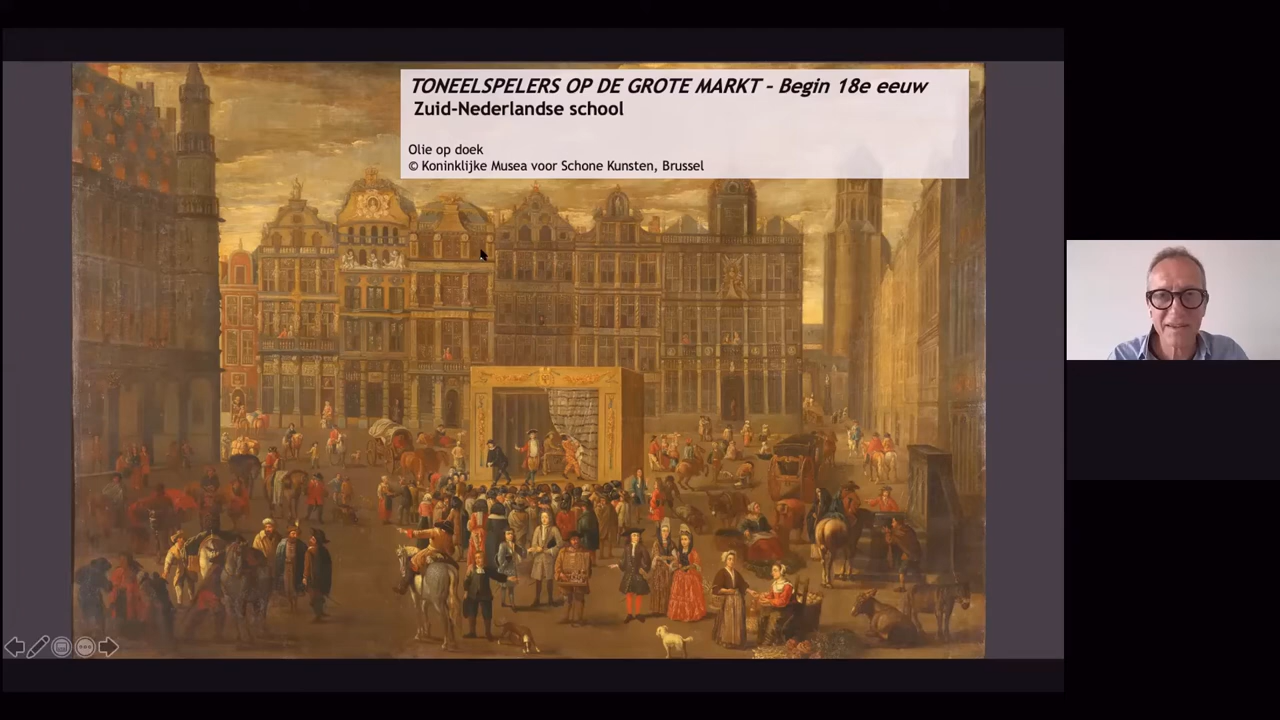 TONEELSPELERS OP DE GROTE MARKT - Begin 18e eeuw
Zuid-Nederlandse school
Olie op doek
© Koninklijke Musea voor Schone Kunsten, Brussel